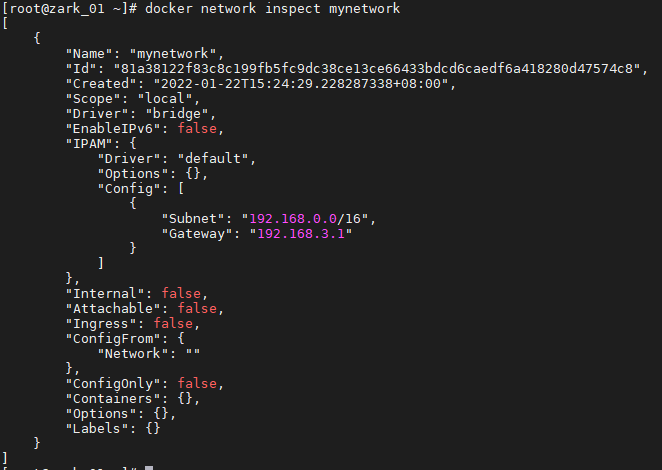 [root@zark_01 ~]# docker network inspect mynetwork
[
    {
        "Name": "mynetwork",
        "Id": "81a38122f83c8c199fb5fc9dc38ce13ce66433bdcd6caedf6a418280d47574c8",
        "Created": "2022-01-22T15:24:29.228287338+08:00",
        "Scope": "local",
        "Driver": "bridge",
        "EnableIPv6": false,
        "IPAM": {
            "Driver": "default",
            "Options": {},
            "Config": [
                {
                    "Subnet": "192.168.0.0/16",
                    "Gateway": "192.168.3.1"
                }
            ]
        },
        "Internal": false,
        "Attachable": false,
        "Ingress": false,
        "ConfigFrom": {
            "Network": ""
        },
        "ConfigOnly": false,
        "Containers": {},
        "Options": {},
        "Labels": {}
    }
]
[root@zark_01 ~]#